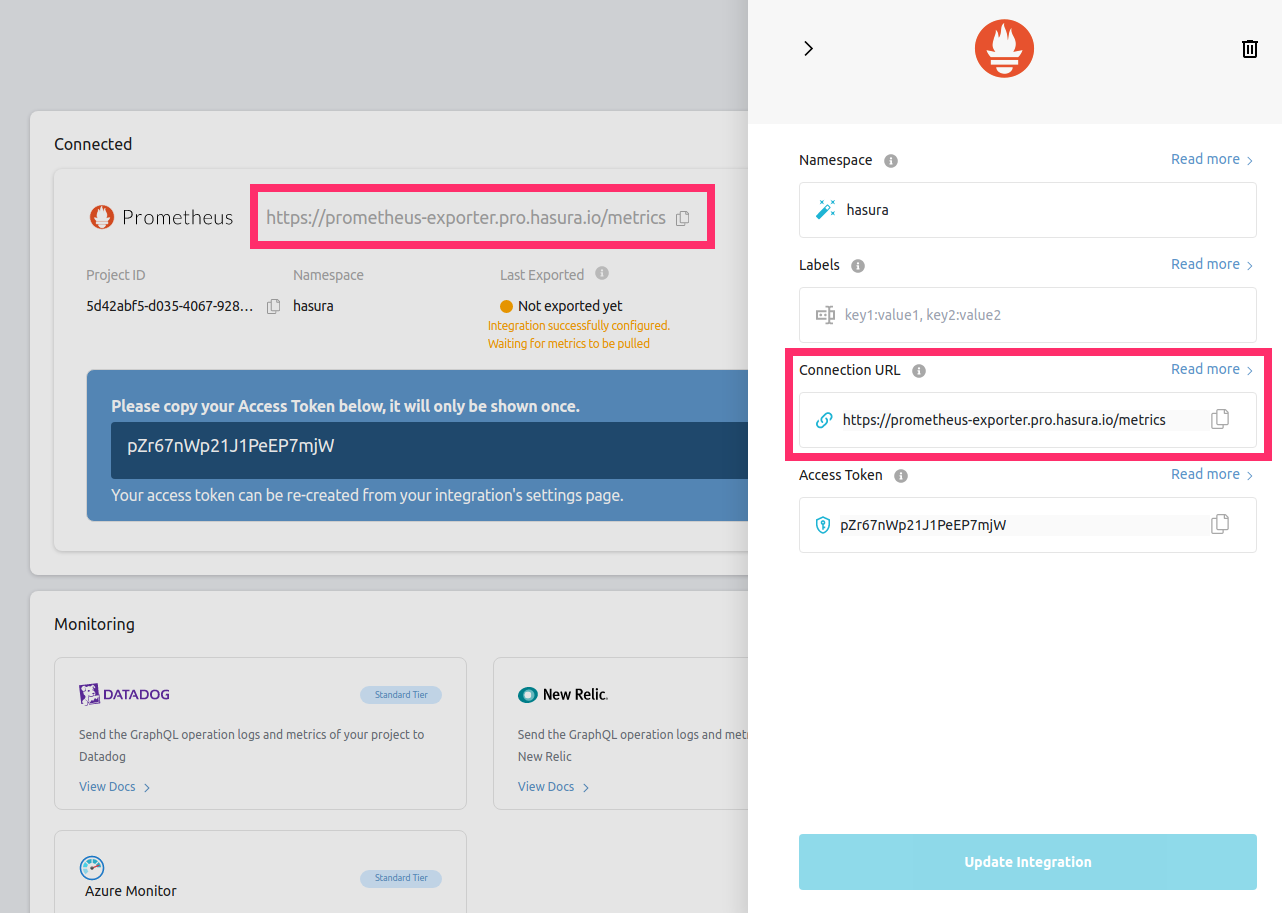 Connected
Prometheus
https://prometheus-exporter.pro.hasura.io/metrics
Project ID
Namespace
Last Exported
5d42abf5-d035-4067-928...
hasura
Not exported yet
Integration successfully configured.
Waiting for metrics to be pulled
Please copy your Access Token below, it will only be shown once.
pZr67nWp21J1PeEP7mjW
Your access token can be re-created from your integration's settings page.
Monitoring
DATADOG
Standard Tier
Send the GraphQL operation logs and metrics of your project to
Datadog
View Docs
New Relic.
Send the GraphQL operation logs and met
New Relic
View Docs
Azure Monitor
Standard Tier
Namespace
Read more
hasura
Labels
Read more
key1:value1, key2:value2
Connection URL
Read more
https://prometheus-exporter.pro.hasura.io/metrics
Access Token
Read more
pZr67nWp21J1PeEP7mjW
Update Integration